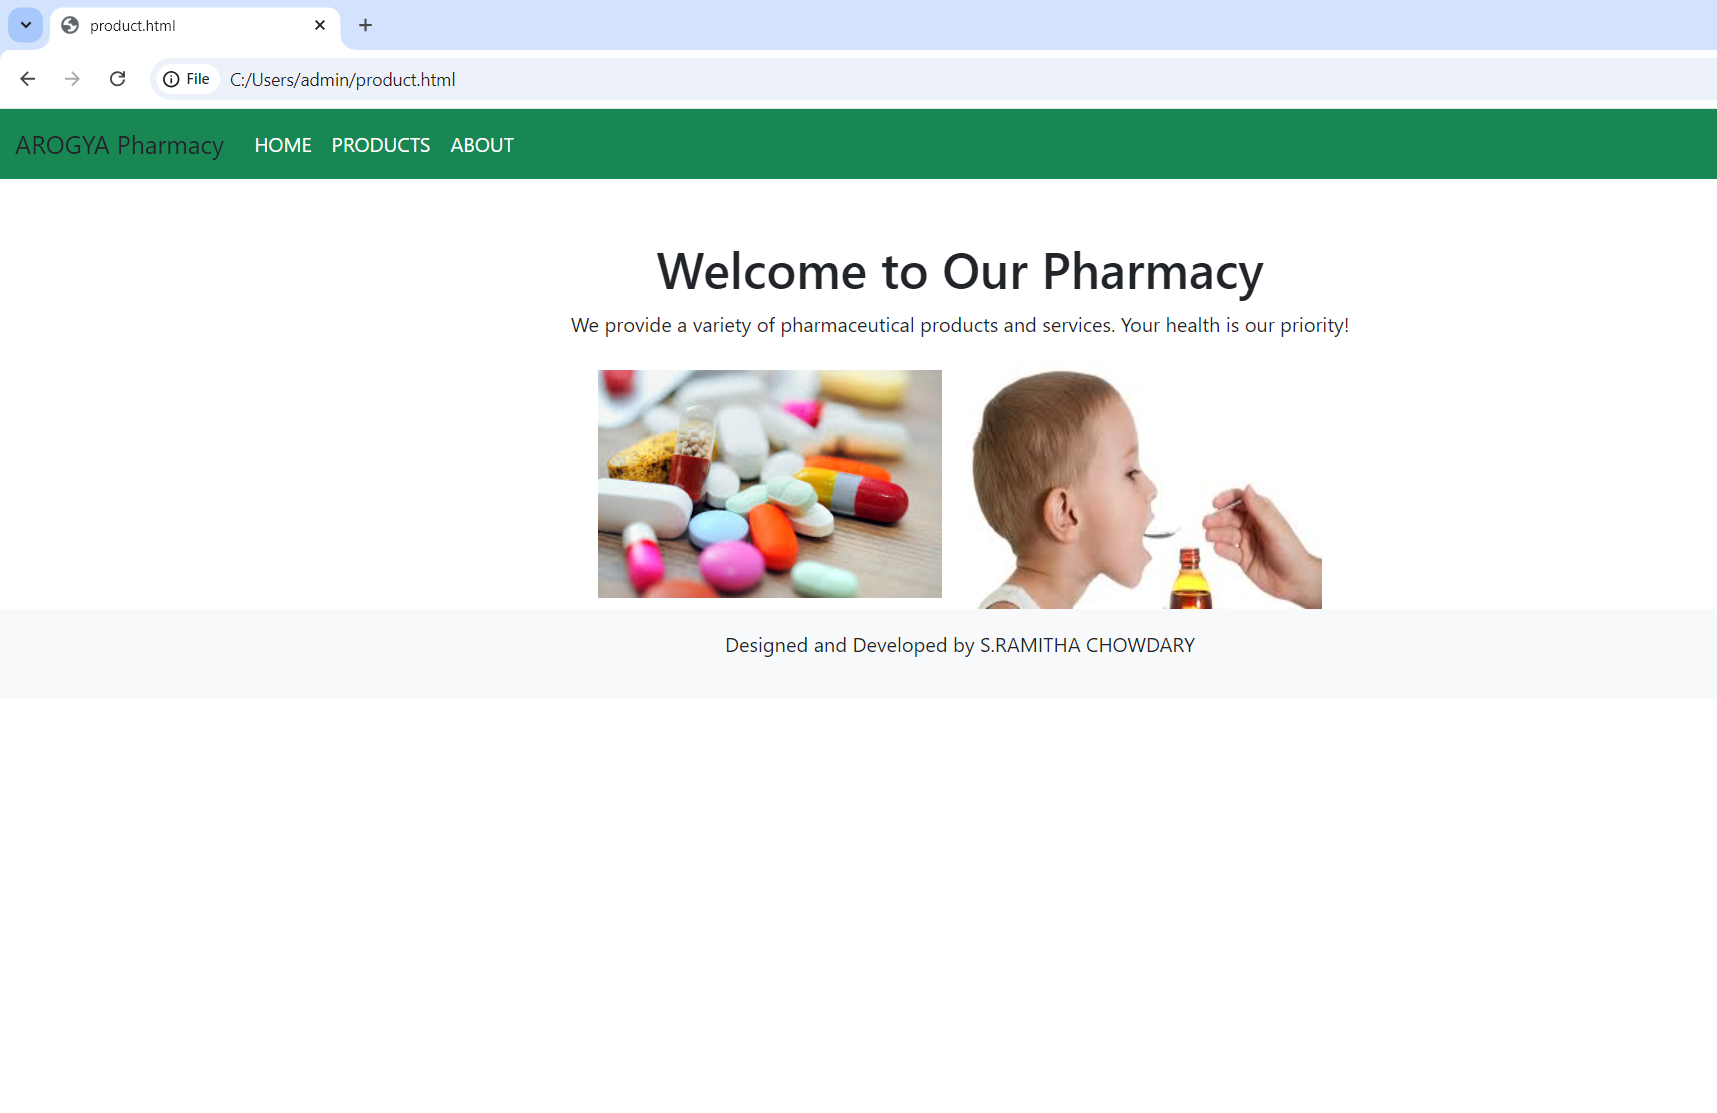 product.html
File C:/Users/admin/product.html
AROGYA Pharmacy HOME PRODUCTS ABOUT
Welcome to Our Pharmacy
We provide a variety of pharmaceutical products and services. Your health is our priority!
Designed and Developed by S.RAMITHA CHOWDARY